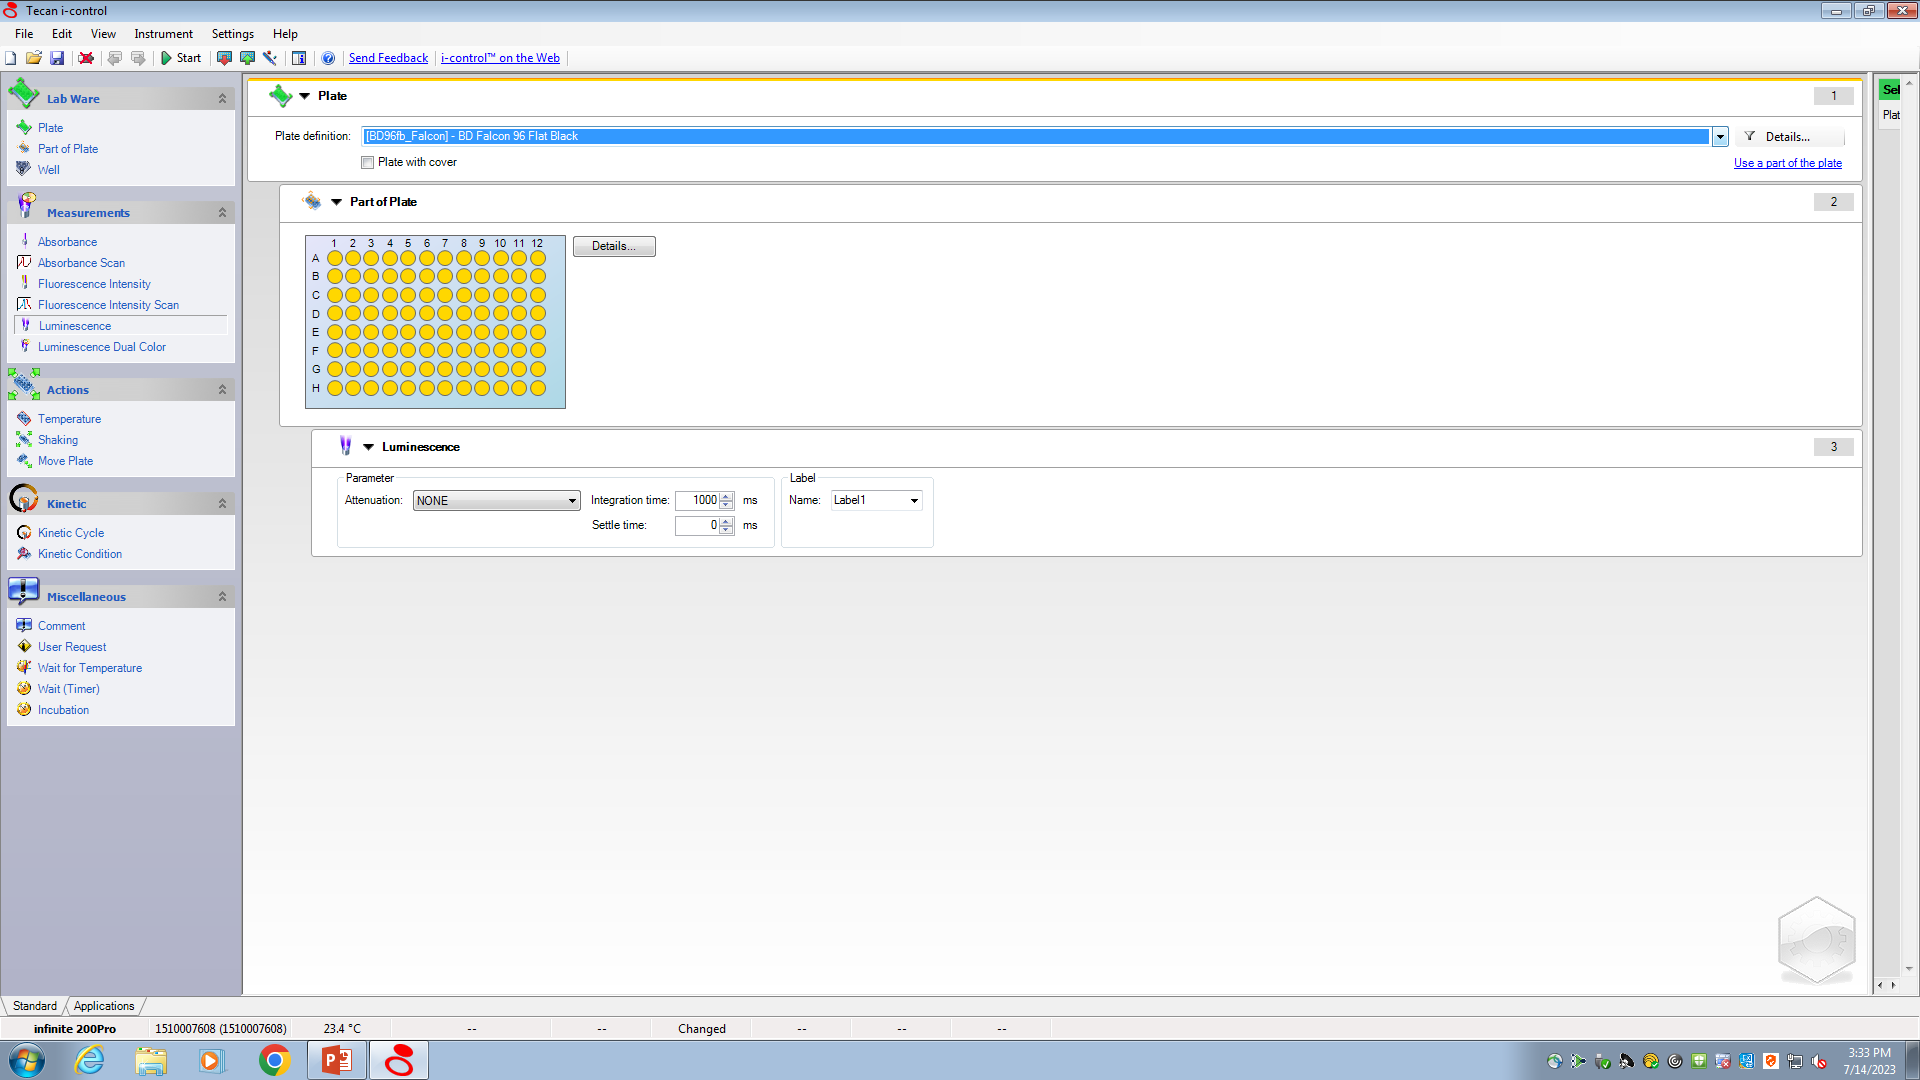 Tecan i-control
File Edit View Instrument Settings Help
Start Send Feedback i-control™ on the Web
Lab Ware
Plate
Part of Plate
Well
Measurements
Absorbance
Absorbance Scan
Fluorescence Intensity
Fluorescence Intensity Scan
Luminescence
Luminescence Dual Color
Actions
Temperature
Shaking
Move Plate
Kinetic
Kinetic Cycle
Kinetic Condition
Miscellaneous
Comment
User Request
Wait for Temperature
Wait (Timer)
Incubation
Plate 1
Plate definition: [BD96fb_Falcon] - BD Falcon 96 Flat Black Details...
Plate with cover Use a part of the plate
Part of Plate 2
1 2 3 4 5 6 7 8 9 10 11 12
Details...
A
B
C
D
E
F
G
H
Luminescence 3
Parameter Label
Attenuation: NONE Integration time: 1000 ms Name: Label1
Settle time: 0 ms
Sel
Plat
Standard Applications
infinite 200Pro 1510007608 (1510007608) 23.4 °C -- -- Changed -- -- --
3:33 PM
7/14/2023